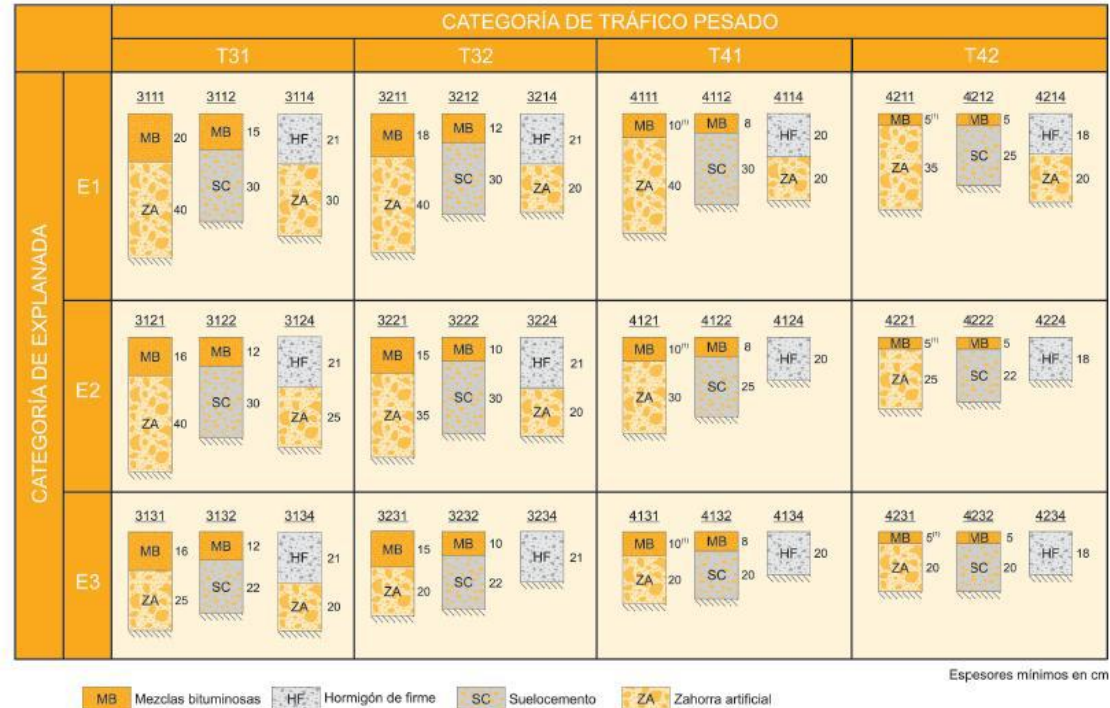 CATEGORÍA DE TRÁFICO PESADO
T31 T32 T41 T42
CATEGORÍA DE EXPLANADA
E1
3111 3112 3114 3211 3212 3214 4111 4112 4114 4211 4212 4214
MB 20 MB 15 HF 21 MB 18 MB 12 HF 21 MB 10(1) MB 8 HF 20 MB 5(1) MB 5 HF 18
ZA 40 SC 30 ZA 30 ZA 40 SC 30 ZA 20 ZA 40 SC 30 ZA 20 ZA 35 SC 25 ZA 20
E2
3121 3122 3124 3221 3222 3224 4121 4122 4124 4221 4222 4224
MB 16 MB 12 HF 21 MB 15 MB 10 HF 21 MB 10(1) MB 8 HF 20 MB 5(1) MB 5 HF 18
ZA 40 SC 30 ZA 25 ZA 35 SC 30 ZA 20 ZA 30 SC 25 ZA 25 SC 22
E3
3131 3132 3134 3231 3232 3234 4131 4132 4134 4231 4232 4234
MB 16 MB 12 HF 21 MB 15 MB 10 HF 21 MB 10(1) MB 8 HF 20 MB 5(1) MB 5 HF 18
ZA 25 SC 22 ZA 20 ZA 20 SC 22 ZA 20 SC 20 ZA 20 SC 20
Espesores mínimos en cm
MB Mezclas bituminosas HF Hormigón de firme SC Suelocemento ZA Zahorra artificial